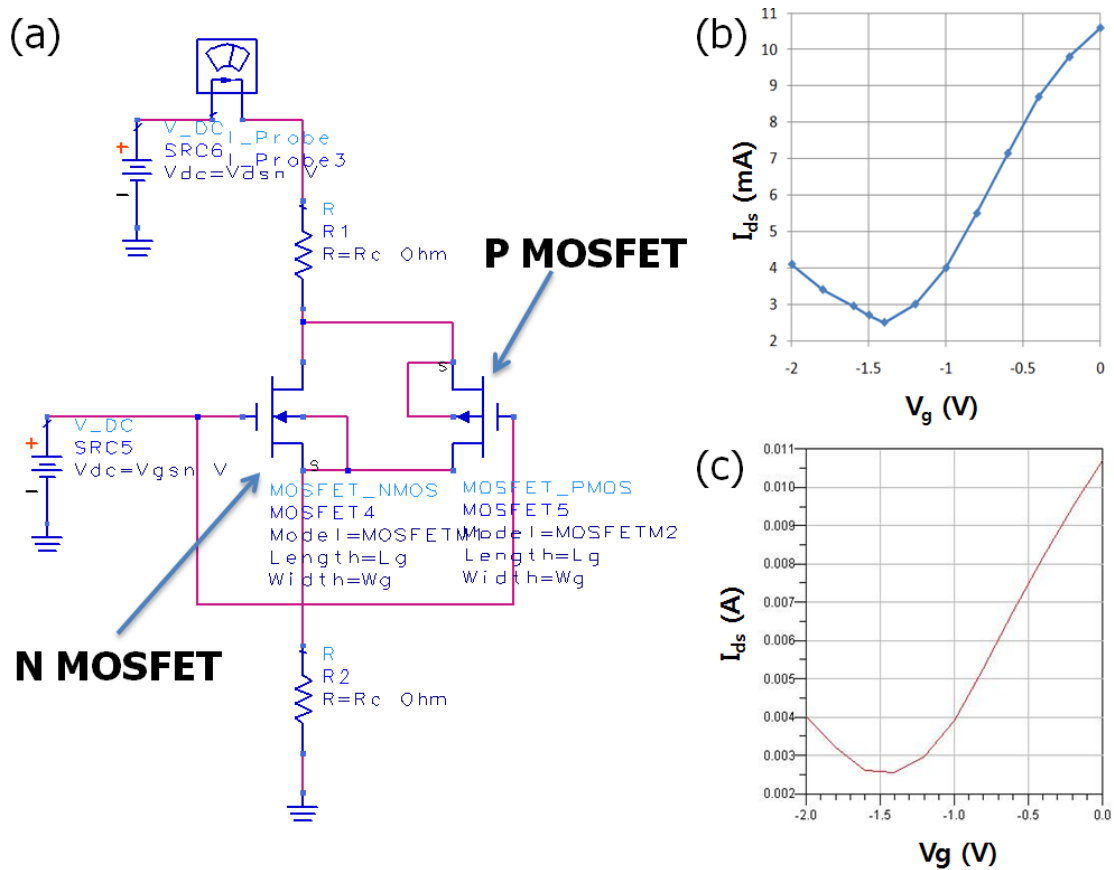 (a)
V_DC
SRC6
Vdc=Vdsn V
I_Probe
I_Probe3
+
-
R
R1
R=Rc Ohm
P MOSFET
s
+
-
V_DC
SRC5
Vdc=Vgsn V
s
MOSFET_NMOS
MOSFET4
Model=MOSFETM1
Length=Lg
Width=Wg
MOSFET_PMOS
MOSFET5
Model=MOSFETM2
Length=Lg
Width=Wg
N MOSFET
R
R2
R=Rc Ohm
(b)
Ids (mA)
11
10
9
8
7
6
5
4
3
2
-2
-1.5
-1
-0.5
0
Vg (V)
(c)
Ids (A)
0.011
0.010
0.009
0.008
0.007
0.006
0.005
0.004
0.003
0.002
-2.0
-1.5
-1.0
-0.5
0.0
Vg (V)